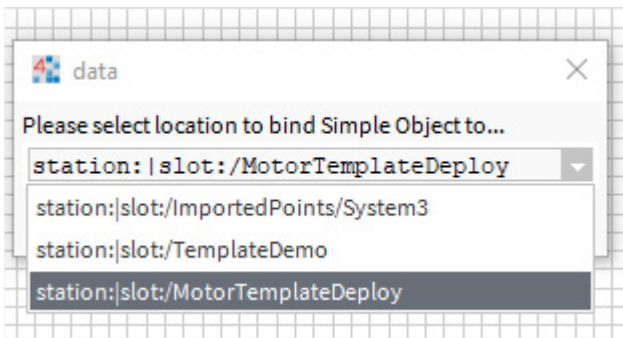 data
Please select location to bind Simple Object to...
station:|slot:/MotorTemplateDeploy
station:|slot:/ImportedPoints/System3
station:|slot:/TemplateDemo
station:|slot:/MotorTemplateDeploy